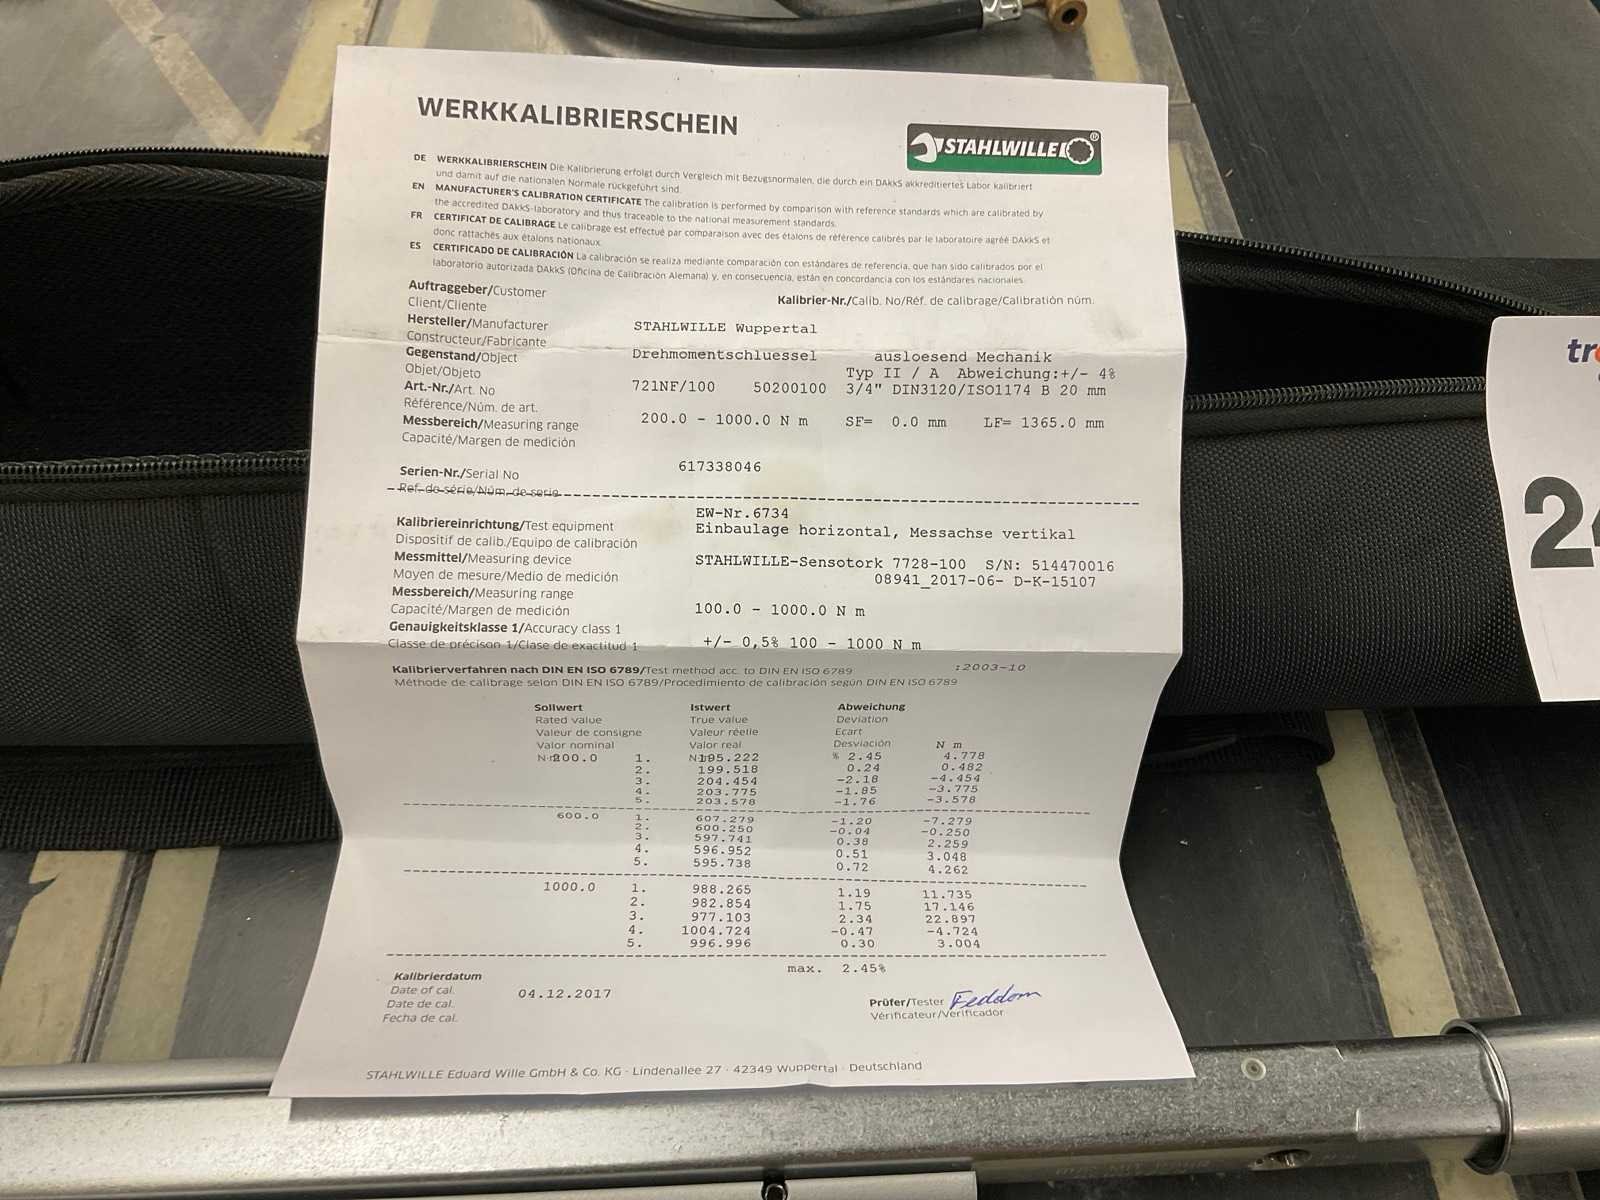 WERKKALIBRIERSCHEIN
STAHLWILLE ®
DE WERKKALIBRIERSCHEIN Die Kalibrierung erfolgt durch Vergleich mit Bezugsnormalen, die durch ein DAkkS akkreditiertes Labor kalibriert
und damit auf die nationalen Normale rückgeführt sind.
EN MANUFACTURER'S CALIBRATION CERTIFICATE The calibration is performed by comparison with reference standards which are calibrated by
the accredited DAkkS-laboratory and thus traceable to the national measurement standards.
FR CERTIFICAT DE CALIBRAGE Le calibrage est effectué par comparaison avec des étalons de référence calibrés par le laboratoire agréé DAkkS et
donc rattachés aux étalons nationaux.
ES CERTIFICADO DE CALIBRACIÓN La calibración se realiza mediante comparación con estándares de referencia, que han sido calibrados por el
laboratorio autorizada DAkkS (Oficina de Calibración Alemana) y, en consecuencia, están en concordancia con los estándares nacionales.
Auftraggeber/Customer
Client/Cliente
Kalibrier-Nr./Calib. No/Réf. de calibrage/Calibratión núm.
Hersteller/Manufacturer STAHLWILLE Wuppertal
Constructeur/Fabricante
Gegenstand/Object Drehmomentschluessel ausloesend Mechanik
Objet/Objeto Typ II / A Abweichung:+/- 4%
Art.-Nr./Art. No 721NF/100 50200100 3/4" DIN3120/ISO1174 B 20 mm
Référence/Núm. de art.
Messbereich/Measuring range 200.0 - 1000.0 N m SF= 0.0 mm LF= 1365.0 mm
Capacité/Margen de medición
Serien-Nr./Serial No 617338046
Ref. de série/Núm. de serie
EW-Nr.6734
Kalibriereinrichtung/Test equipment Einbaulage horizontal, Messachse vertikal
Dispositif de calib./Equipo de calibración
Messmittel/Measuring device STAHLWILLE-Sensotork 7728-100 S/N: 514470016
Moyen de mesure/Medio de medición 08941_2017-06- D-K-15107
Messbereich/Measuring range
Capacité/Margen de medición 100.0 - 1000.0 N m
Genauigkeitsklasse 1/Accuracy class 1
Classe de précison 1/Clase de exactitud 1 +/- 0,5% 100 - 1000 N m
Kalibrierverfahren nach DIN EN ISO 6789/Test method acc. to DIN EN ISO 6789 :2003-10
Méthode de calibrage selon DIN EN ISO 6789/Procedimiento de calibración según DIN EN ISO 6789
Sollwert Istwert Abweichung
Rated value True value Deviation
Valeur de consigne Valeur réelle Ecart
Valor nominal Valor real Desviación N m
N m 200.0 1. N m 195.222 % 2.45 4.778
2. 199.518 0.24 0.482
3. 204.454 -2.18 -4.454
4. 203.775 -1.85 -3.775
5. 203.578 -1.76 -3.578
600.0 1. 607.279 -1.20 -7.279
2. 600.250 -0.04 -0.250
3. 597.741 0.38 2.259
4. 596.952 0.51 3.048
5. 595.738 0.72 4.262
1000.0 1. 988.265 1.19 11.735
2. 982.854 1.75 17.146
3. 977.103 2.34 22.897
4. 1004.724 -0.47 -4.724
5. 996.996 0.30 3.004
max. 2.45%
Kalibrierdatum
Date of cal. 04.12.2017
Date de cal.
Fecha de cal.
Prüfer/Tester Feddom
Vérificateur/Verificador
STAHLWILLE Eduard Wille GmbH & Co. KG · Lindenallee 27 · 42349 Wuppertal · Deutschland